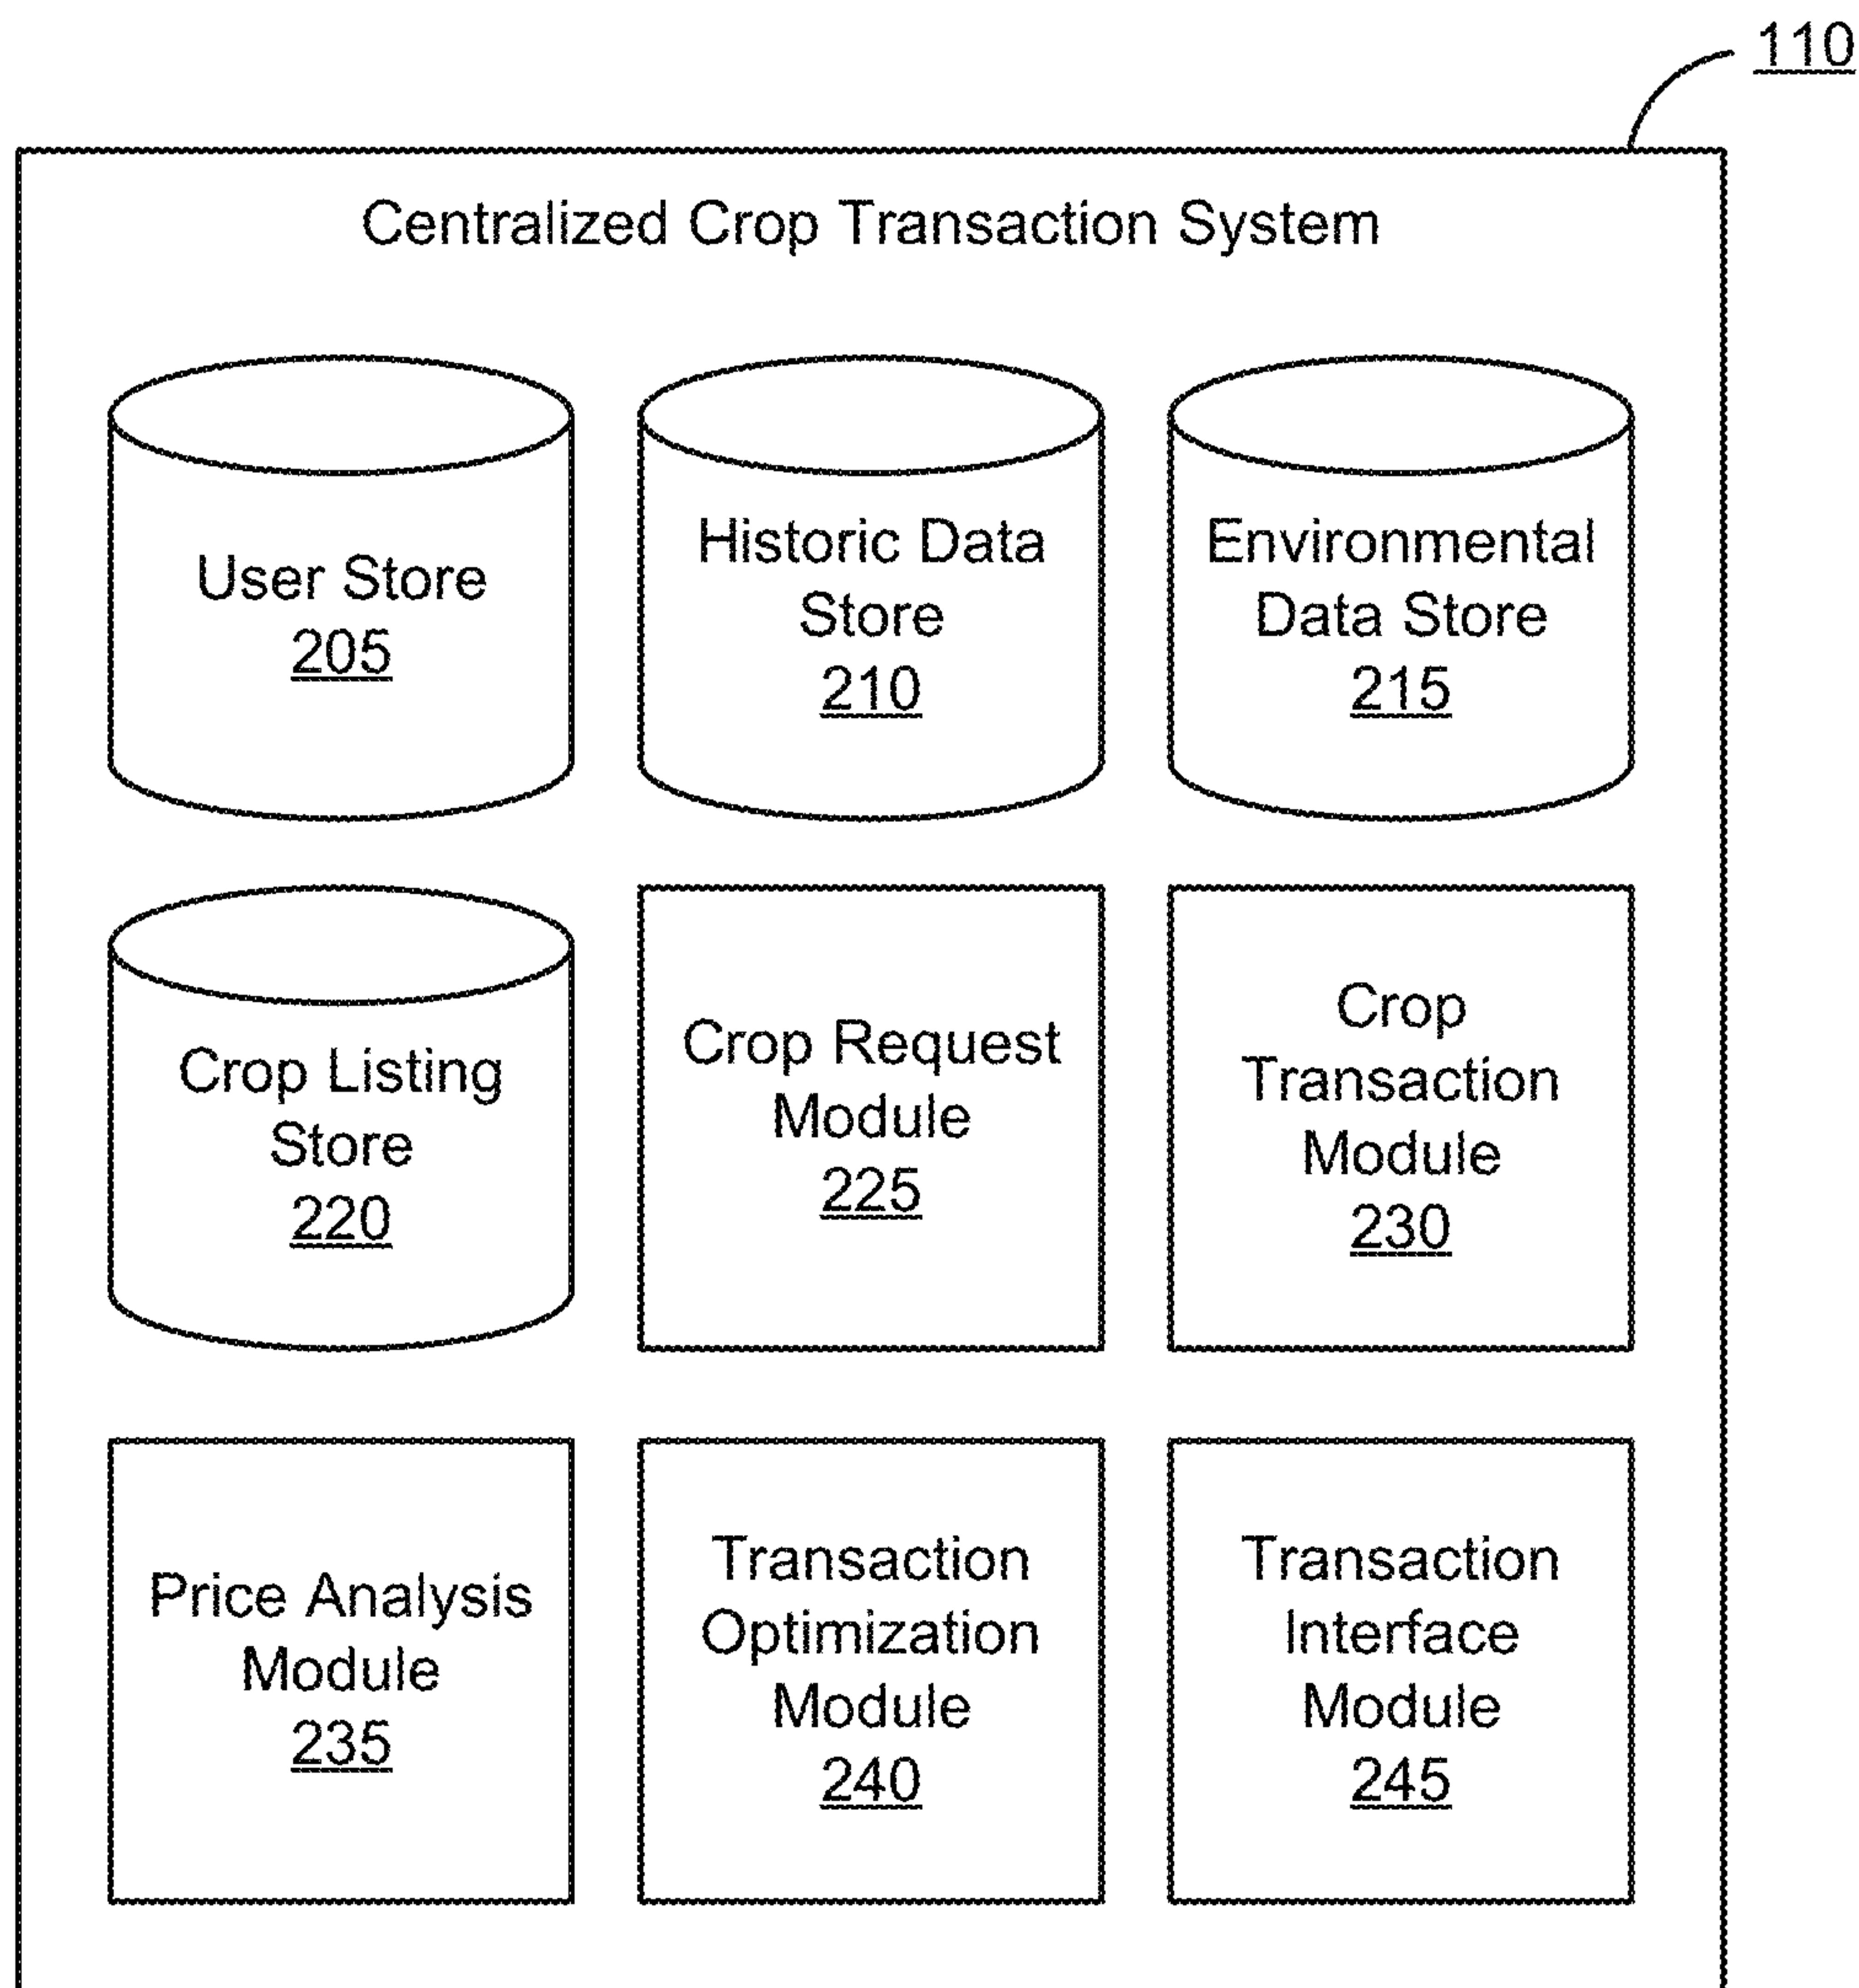 110
Centralized Crop Transaction System
User Store
205
Historic Data
Store
210
Environmental
Data Store
215
Crop Listing
Store
220
Crop Request
Module
225
Crop
Transaction
Module
230
Price Analysis
Module
235
Transaction
Optimization
Module
240
Transaction
Interface
Module
245